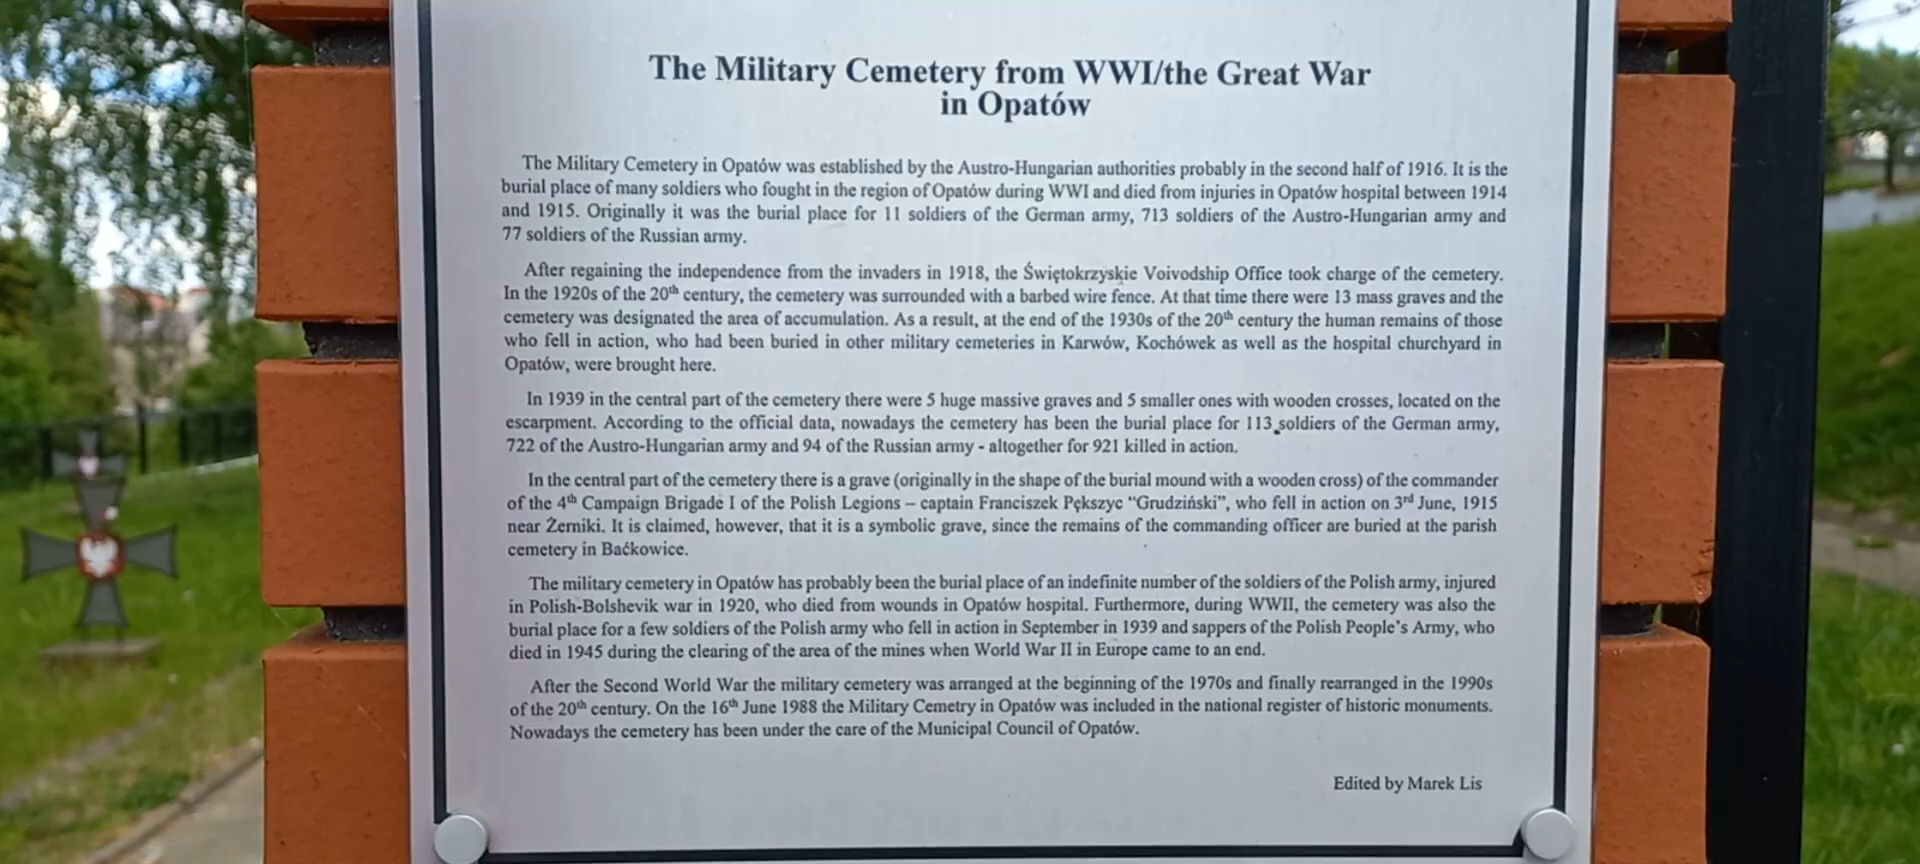 The Military Cemetery from WWI/the Great War
in Opatów
The Military Cemetery in Opatów was established by the Austro-Hungarian authorities probably in the second half of 1916. It is the
burial place of many soldiers who fought in the region of Opatów during WWI and died from injuries in Opatów hospital between 1914
and 1915. Originally it was the burial place for 11 soldiers of the German army, 713 soldiers of the Austro-Hungarian army and
77 soldiers of the Russian army.
After regaining the independence from the invaders in 1918, the Świętokrzyskie Voivodship Office took charge of the cemetery.
In the 1920s of the 20th century, the cemetery was surrounded with a barbed wire fence. At that time there were 13 mass graves and the
cemetery was designated the area of accumulation. As a result, at the end of the 1930s of the 20th century the human remains of those
who fell in action, who had been buried in other military cemeteries in Karwów, Kochówek as well as the hospital churchyard in
Opatów, were brought here.
In 1939 in the central part of the cemetery there were 5 huge massive graves and 5 smaller ones with wooden crosses, located on the
escarpment. According to the official data, nowadays the cemetery has been the burial place for 113 soldiers of the German army,
722 of the Austro-Hungarian army and 94 of the Russian army - altogether for 921 killed in action.
In the central part of the cemetery there is a grave (originally in the shape of the burial mound with a wooden cross) of the commander
of the 4th Campaign Brigade I of the Polish Legions – captain Franciszek Pększyc “Grudziński”, who fell in action on 3rd June, 1915
near Żerniki. It is claimed, however, that it is a symbolic grave, since the remains of the commanding officer are buried at the parish
cemetery in Baćkowice.
The military cemetery in Opatów has probably been the burial place of an indefinite number of the soldiers of the Polish army, injured
in Polish-Bolshevik war in 1920, who died from wounds in Opatów hospital. Furthermore, during WWII, the cemetery was also the
burial place for a few soldiers of the Polish army who fell in action in September in 1939 and sappers of the Polish People’s Army, who
died in 1945 during the clearing of the area of the mines when World War II in Europe came to an end.
After the Second World War the military cemetery was arranged at the beginning of the 1970s and finally rearranged in the 1990s
of the 20th century. On the 16th June 1988 the Military Cemetry in Opatów was included in the national register of historic monuments.
Nowadays the cemetery has been under the care of the Municipal Council of Opatów.
Edited by Marek Lis